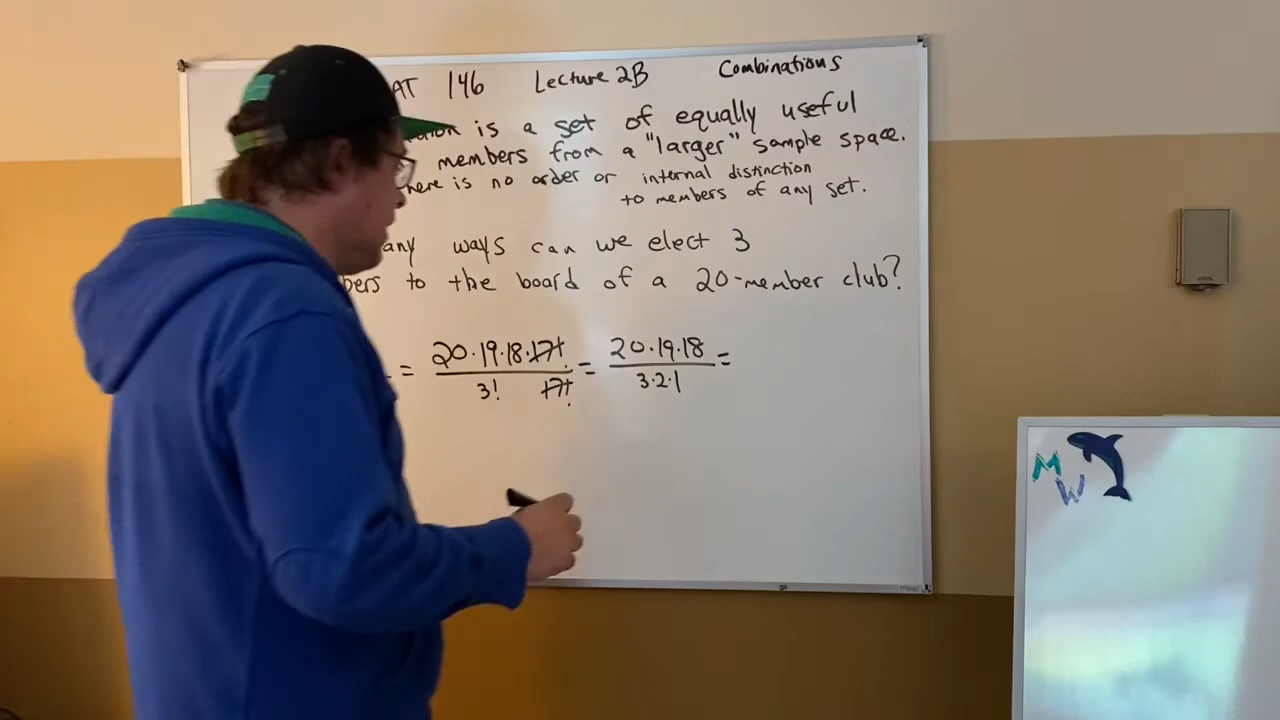 AT 146 Lecture 2B Combinations
is a set of equally useful
members from a "larger" sample space.
here is no order or internal distinction
to members of any set.
any ways can we elect 3
bers to the board of a 20-member club?
= 20·19·18·17! / 3! 17! = 20·19·18 / 3·2·1 =
M
W